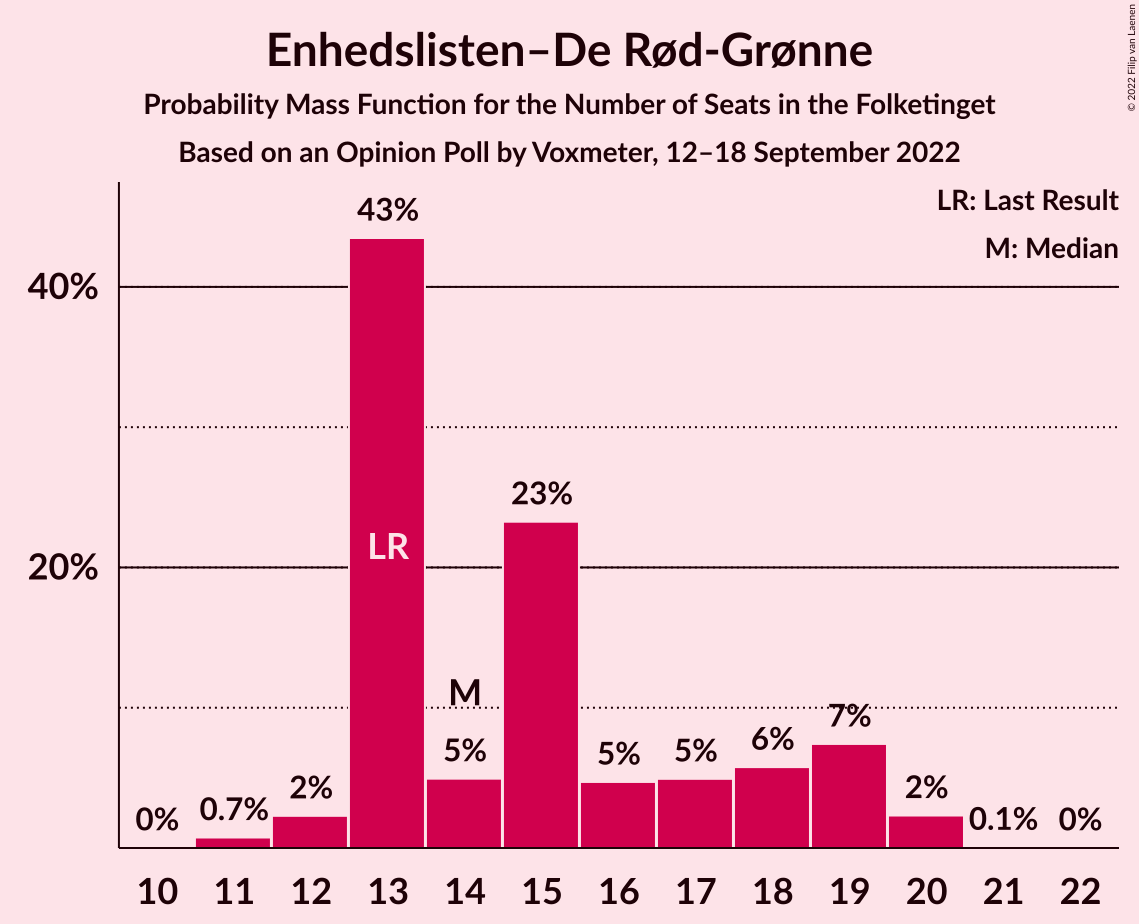 Enhedslisten–De Rød-Grønne
Probability Mass Function for the Number of Seats in the Folketinget
Based on an Opinion Poll by Voxmeter, 12–18 September 2022
© 2022 Filip van Laenen
LR: Last Result
M: Median
43%
40%
23%
LR
20%
M
7%
6%
5%
5%
5%
2%
2%
0.7%
0%
0.1%
0%
10 11 12 13 14 15 16 17 18 19 20 21 22